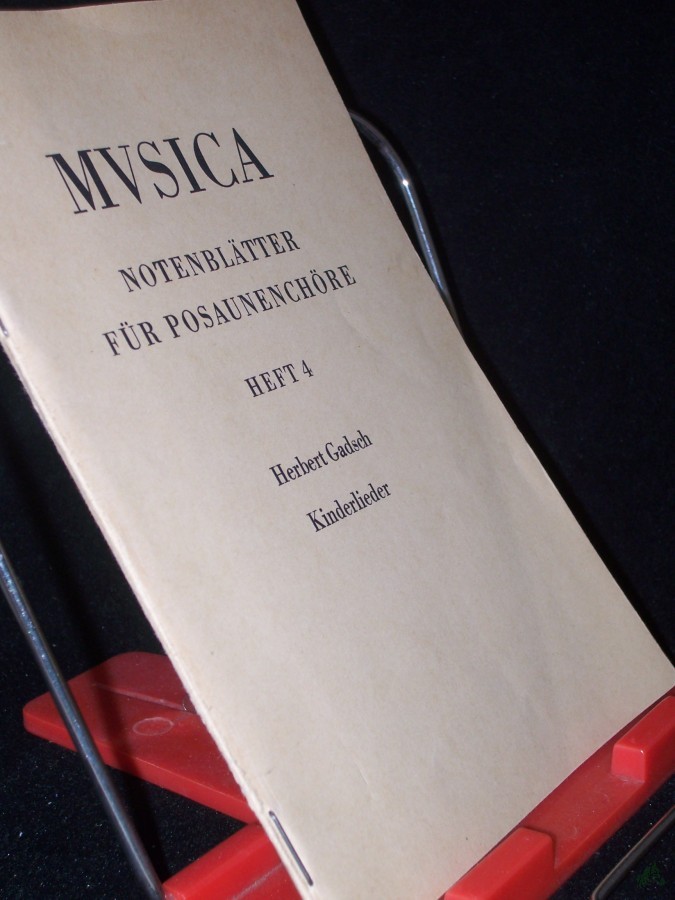 MVSICA
NOTENBLÄTTER
FÜR POSAUNENCHÖRE
HEFT 4
Herbert Gadsch
Kinderlieder